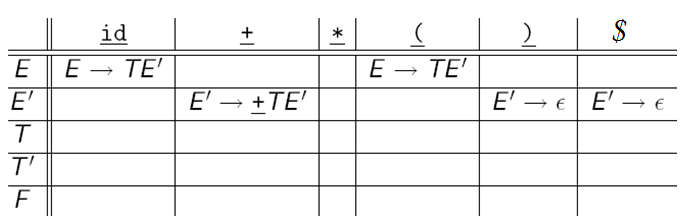 id + * ( ) $
E E → TE′ E → TE′
E′ E′ → +TE′ E′ → ϵ E′ → ϵ
T
T′
F